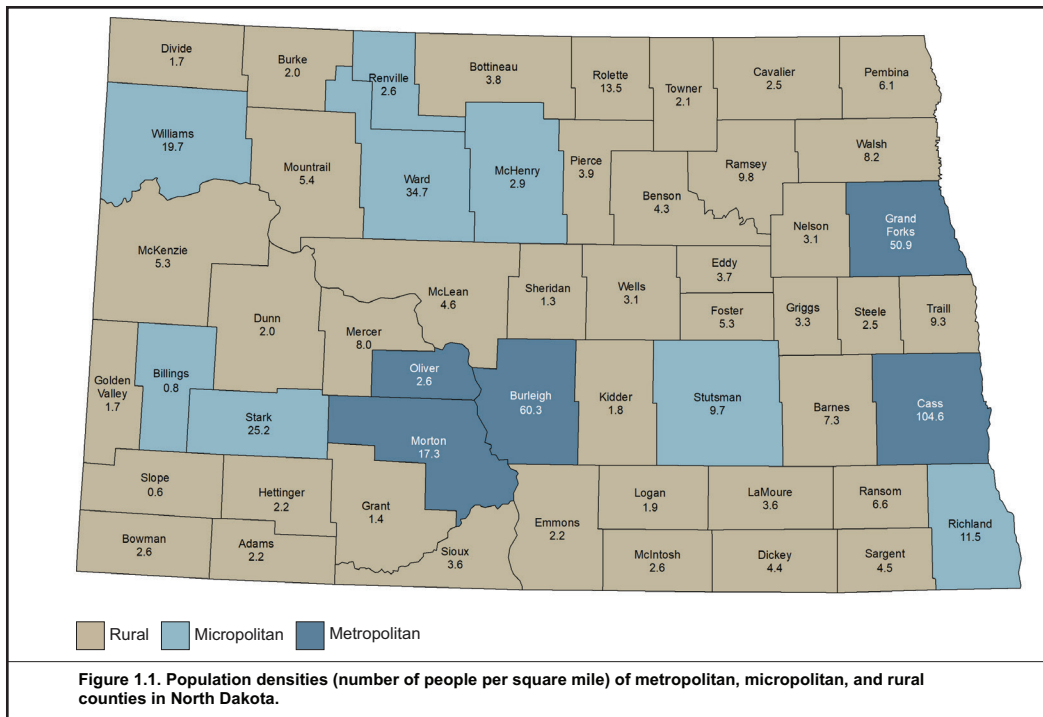 Divide
1.7
Burke
2.0
Renville
2.6
Bottineau
3.8
Rolette
13.5
Towner
2.1
Cavalier
2.5
Pembina
6.1
Williams
19.7
Mountrail
5.4
Ward
34.7
McHenry
2.9
Pierce
3.9
Benson
4.3
Ramsey
9.8
Walsh
8.2
Nelson
3.1
Grand
Forks
50.9
McKenzie
5.3
Dunn
2.0
Mercer
8.0
McLean
4.6
Sheridan
1.3
Wells
3.1
Eddy
3.7
Foster
5.3
Griggs
3.3
Steele
2.5
Traill
9.3
Golden
Valley
1.7
Billings
0.8
Stark
25.2
Oliver
2.6
Morton
17.3
Burleigh
60.3
Kidder
1.8
Stutsman
9.7
Barnes
7.3
Cass
104.6
Slope
0.6
Hettinger
2.2
Grant
1.4
Bowman
2.6
Adams
2.2
Sioux
3.6
Emmons
2.2
Logan
1.9
LaMoure
3.6
Ransom
6.6
Richland
11.5
McIntosh
2.6
Dickey
4.4
Sargent
4.5
Rural
Micropolitan
Metropolitan
Figure 1.1. Population densities (number of people per square mile) of metropolitan, micropolitan, and rural
counties in North Dakota.